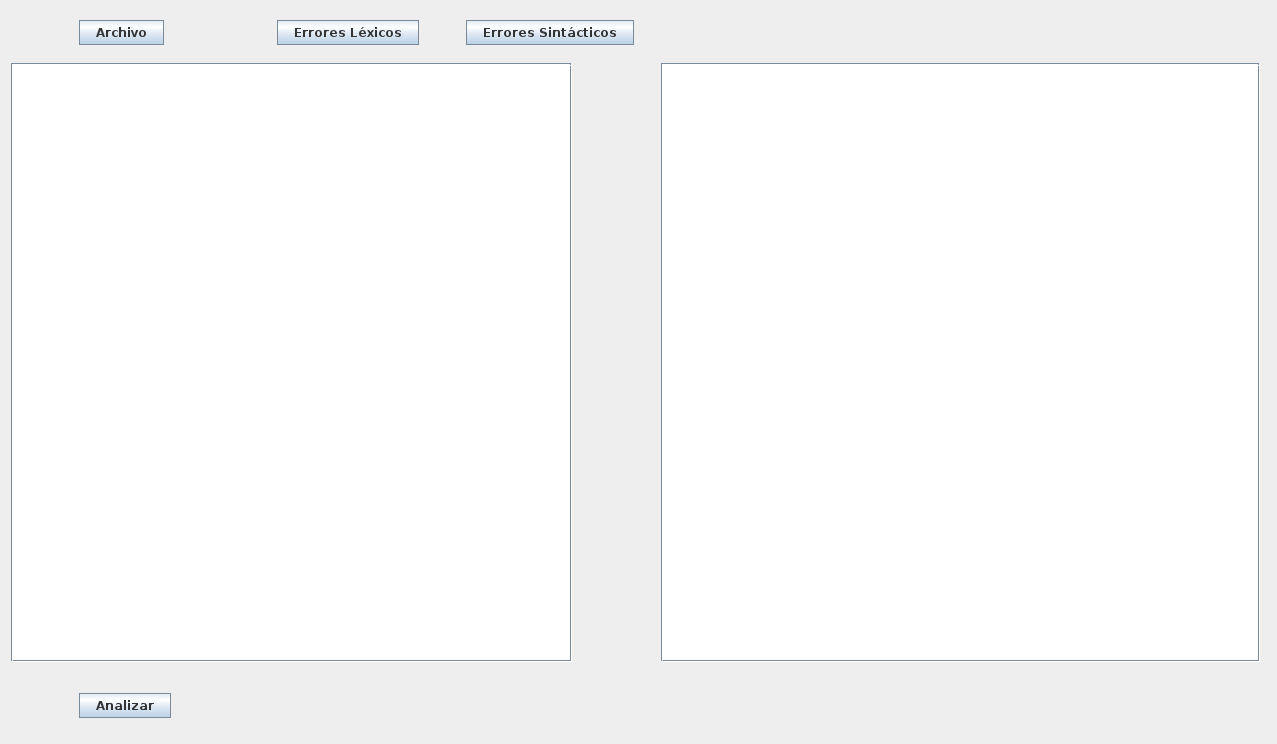 Archivo
Errores Léxicos
Errores Sintácticos
Analizar